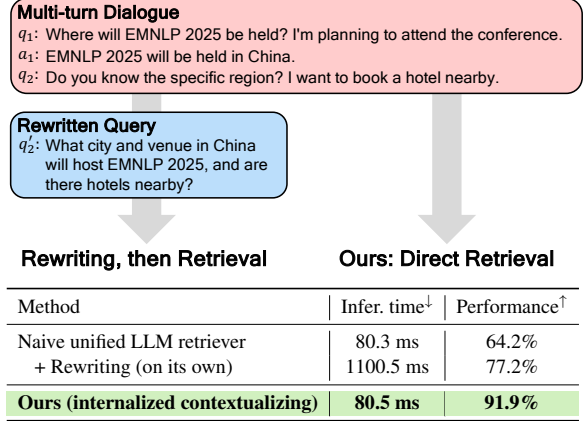 Multi-turn Dialogue
q₁: Where will EMNLP 2025 be held? I'm planning to attend the conference.
a₁: EMNLP 2025 will be held in China.
q₂: Do you know the specific region? I want to book a hotel nearby.
Rewritten Query
q₂′: What city and venue in China
will host EMNLP 2025, and are
there hotels nearby?
Rewriting, then Retrieval
Ours: Direct Retrieval
Method Infer. time↓ Performance↑
Naive unified LLM retriever 80.3 ms 64.2%
+ Rewriting (on its own) 1100.5 ms 77.2%
Ours (internalized contextualizing) 80.5 ms 91.9%